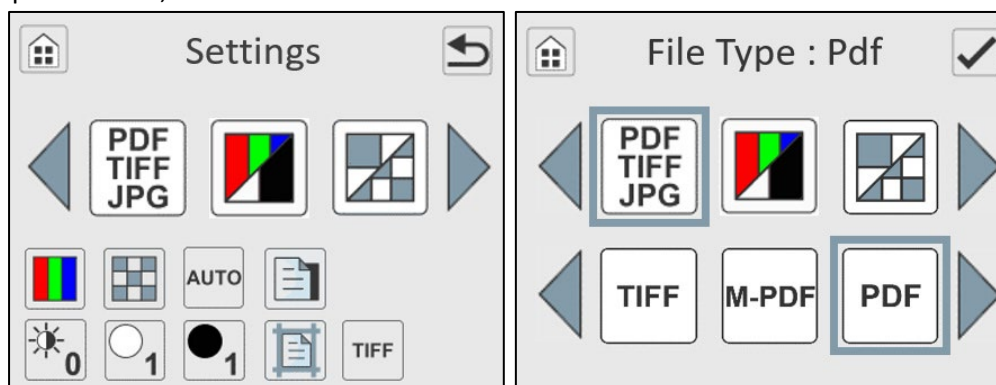 Settings
PDF
TIFF
JPG
AUTO
0
1
1
TIFF
File Type : Pdf
PDF
TIFF
JPG
TIFF
M-PDF
PDF